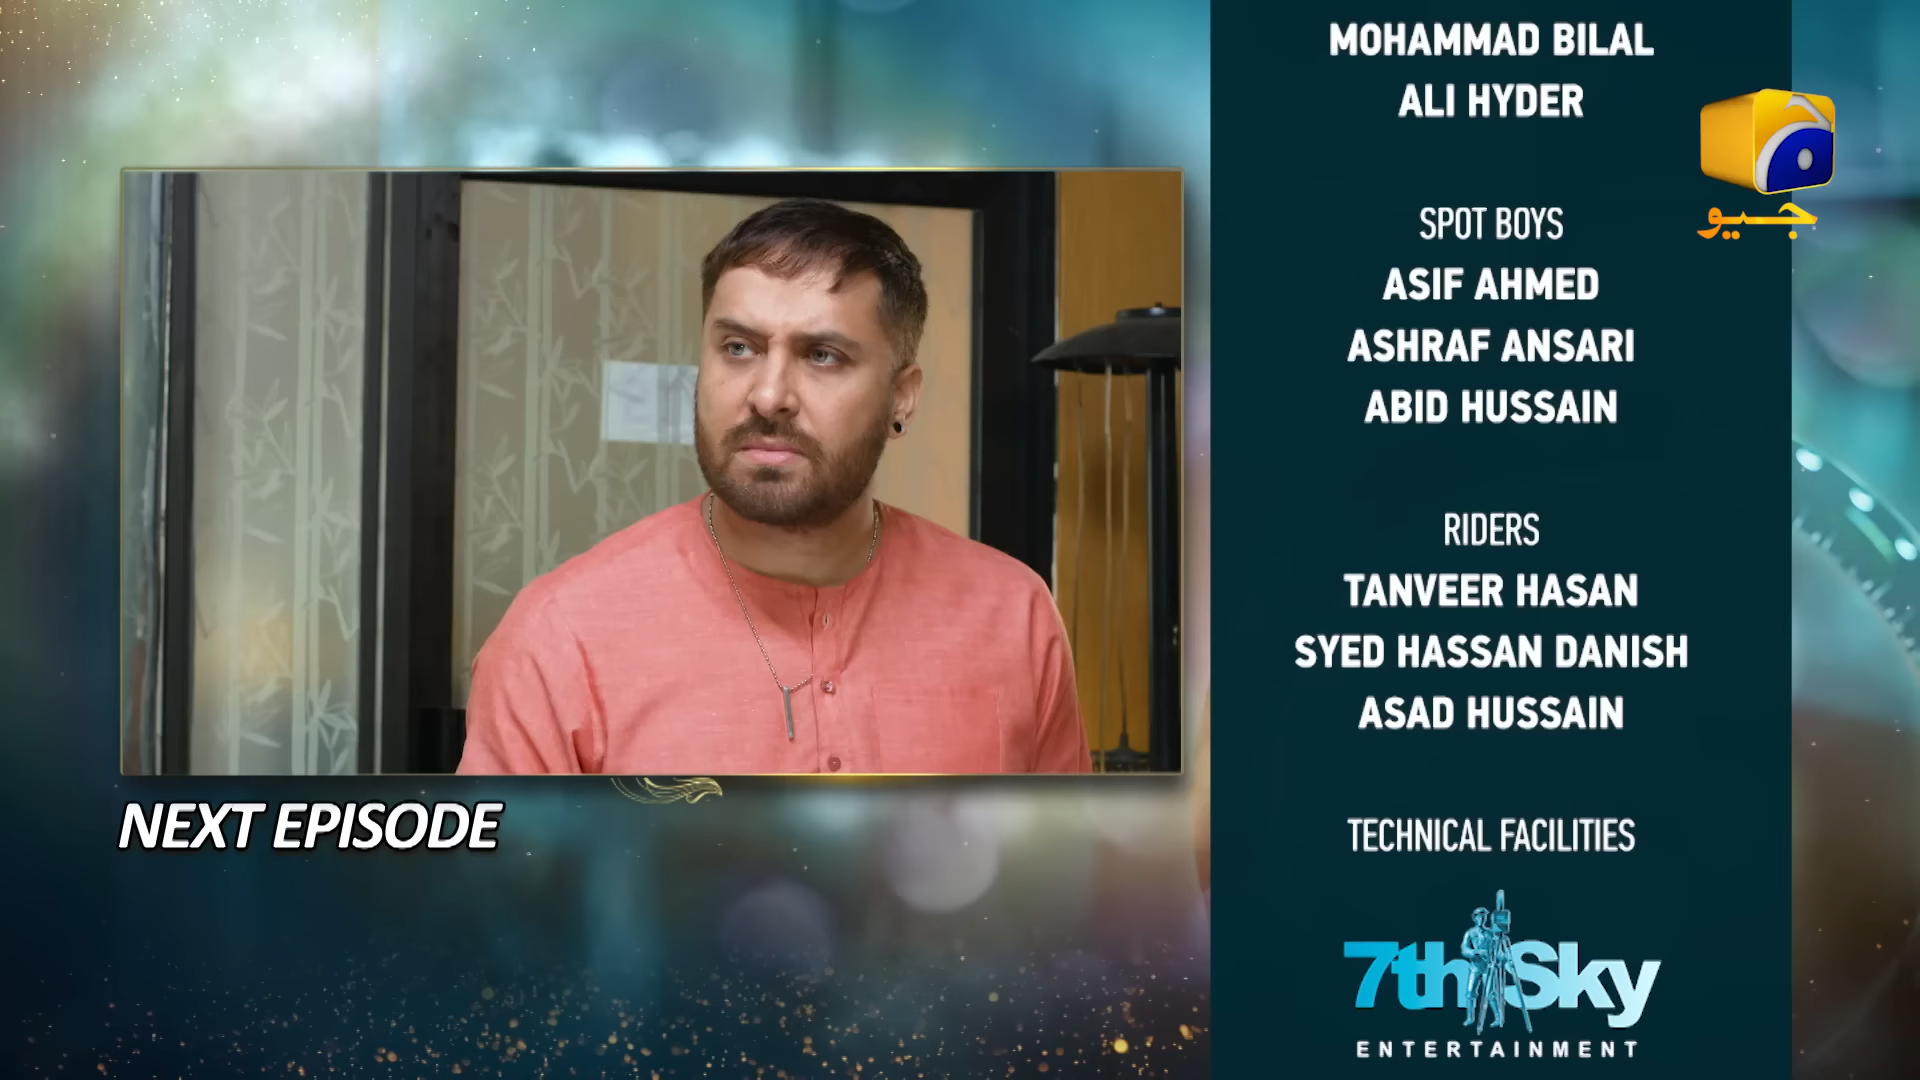 MOHAMMAD BILAL
ALI HYDER
جیو
SPOT BOYS
ASIF AHMED
ASHRAF ANSARI
ABID HUSSAIN
RIDERS
TANVEER HASAN
SYED HASSAN DANISH
ASAD HUSSAIN
TECHNICAL FACILITIES
7th Sky
ENTERTAINMENT
NEXT EPISODE